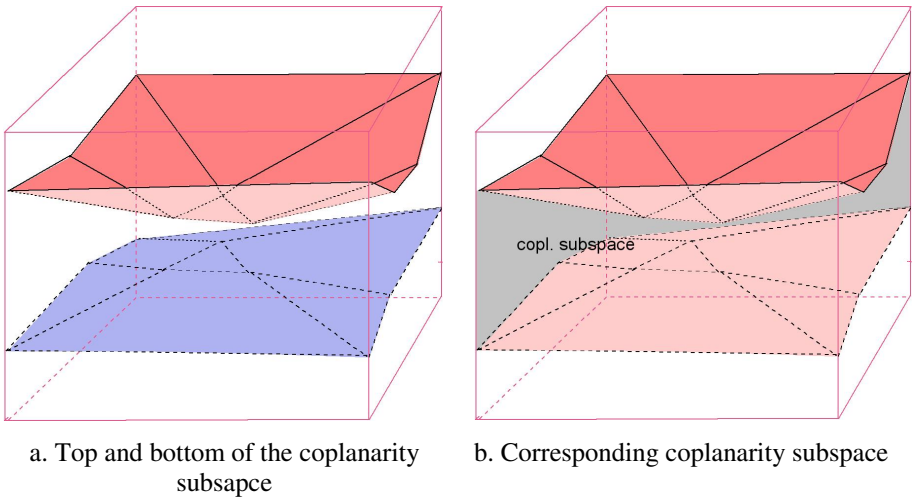 copl. subspace
a. Top and bottom of the coplanarity
subsapce
b. Corresponding coplanarity subspace